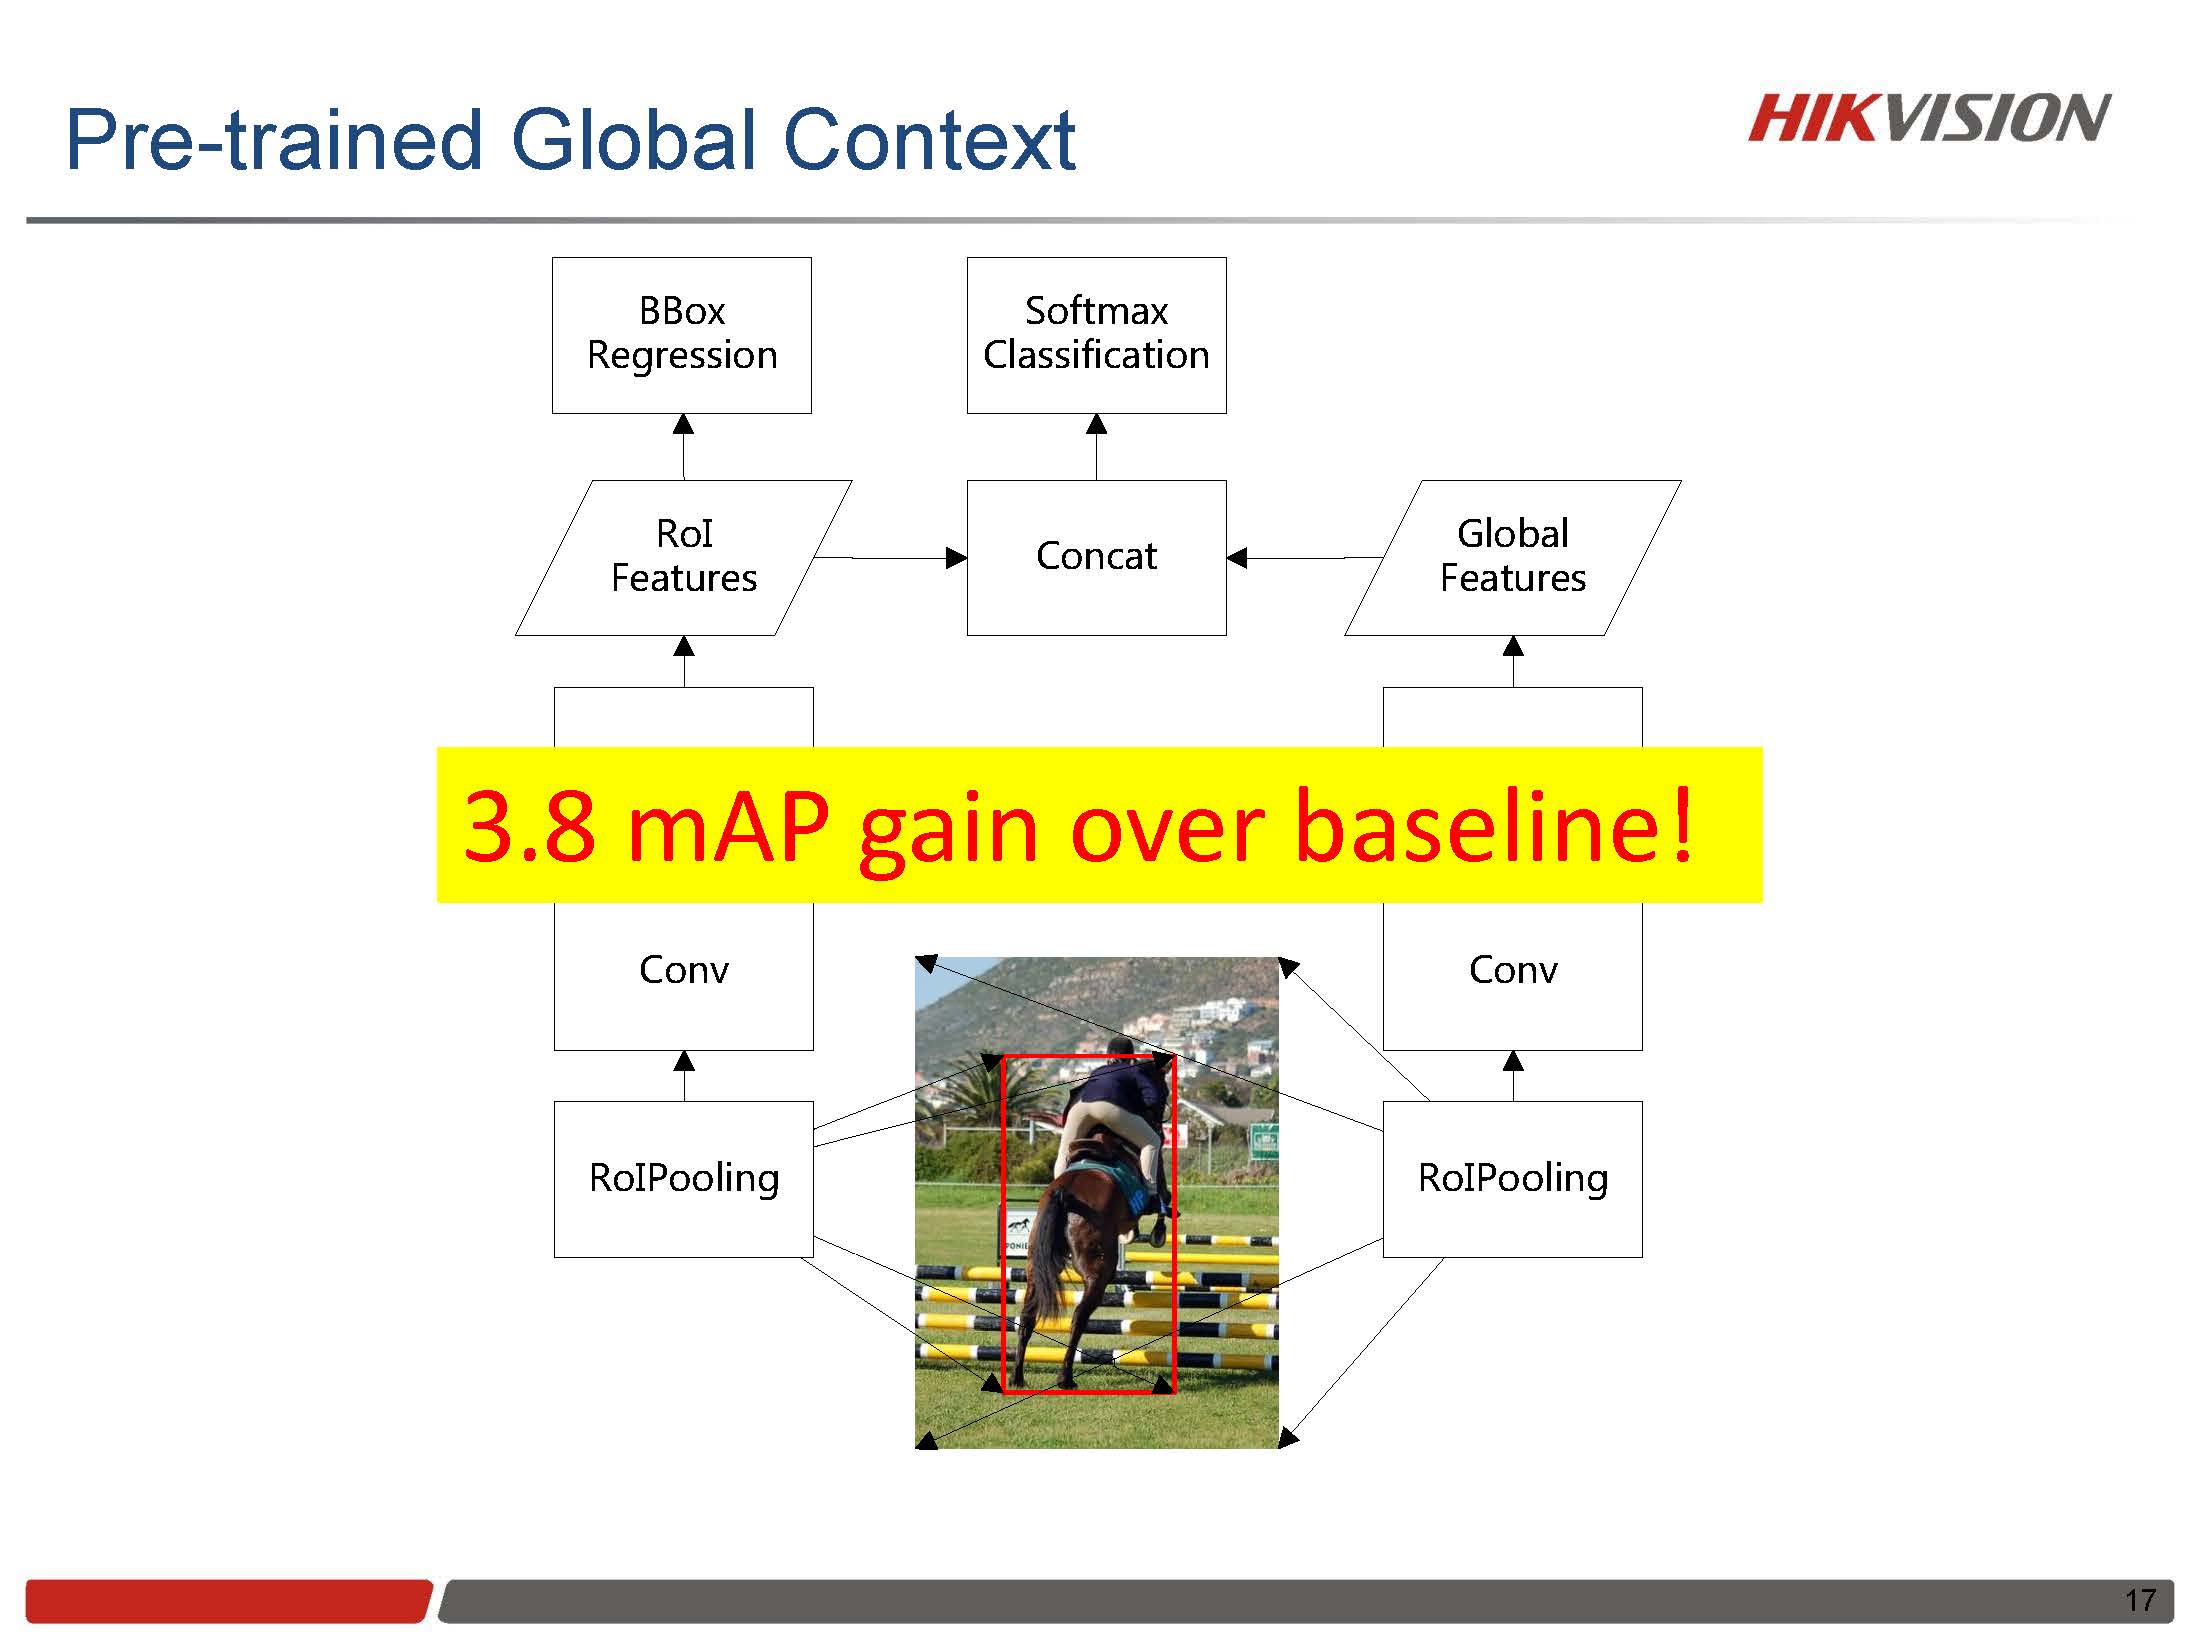 Pre-trained Global Context
HIKVISION
BBox
Regression
Softmax
Classification
RoI
Features
Concat
Global
Features
3.8 mAP gain over baseline!
Conv
Conv
RoIPooling
RoIPooling
17